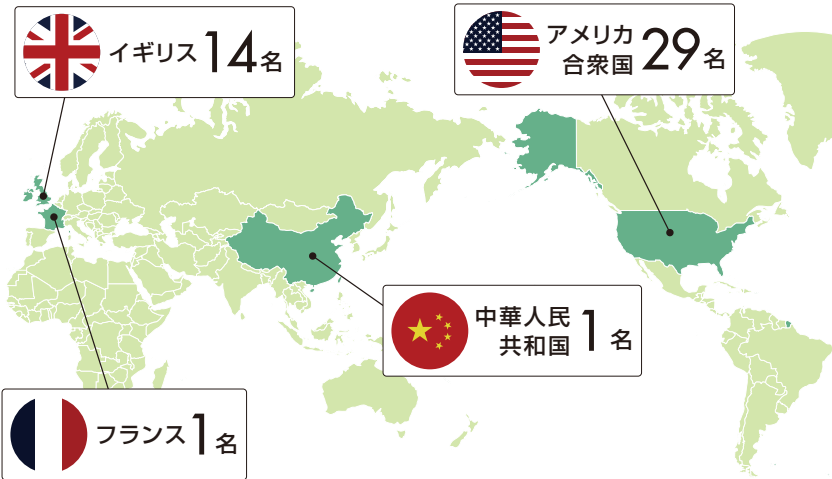 イギリス 14名
アメリカ
合衆国 29名
中華人民
共和国 1名
フランス 1名